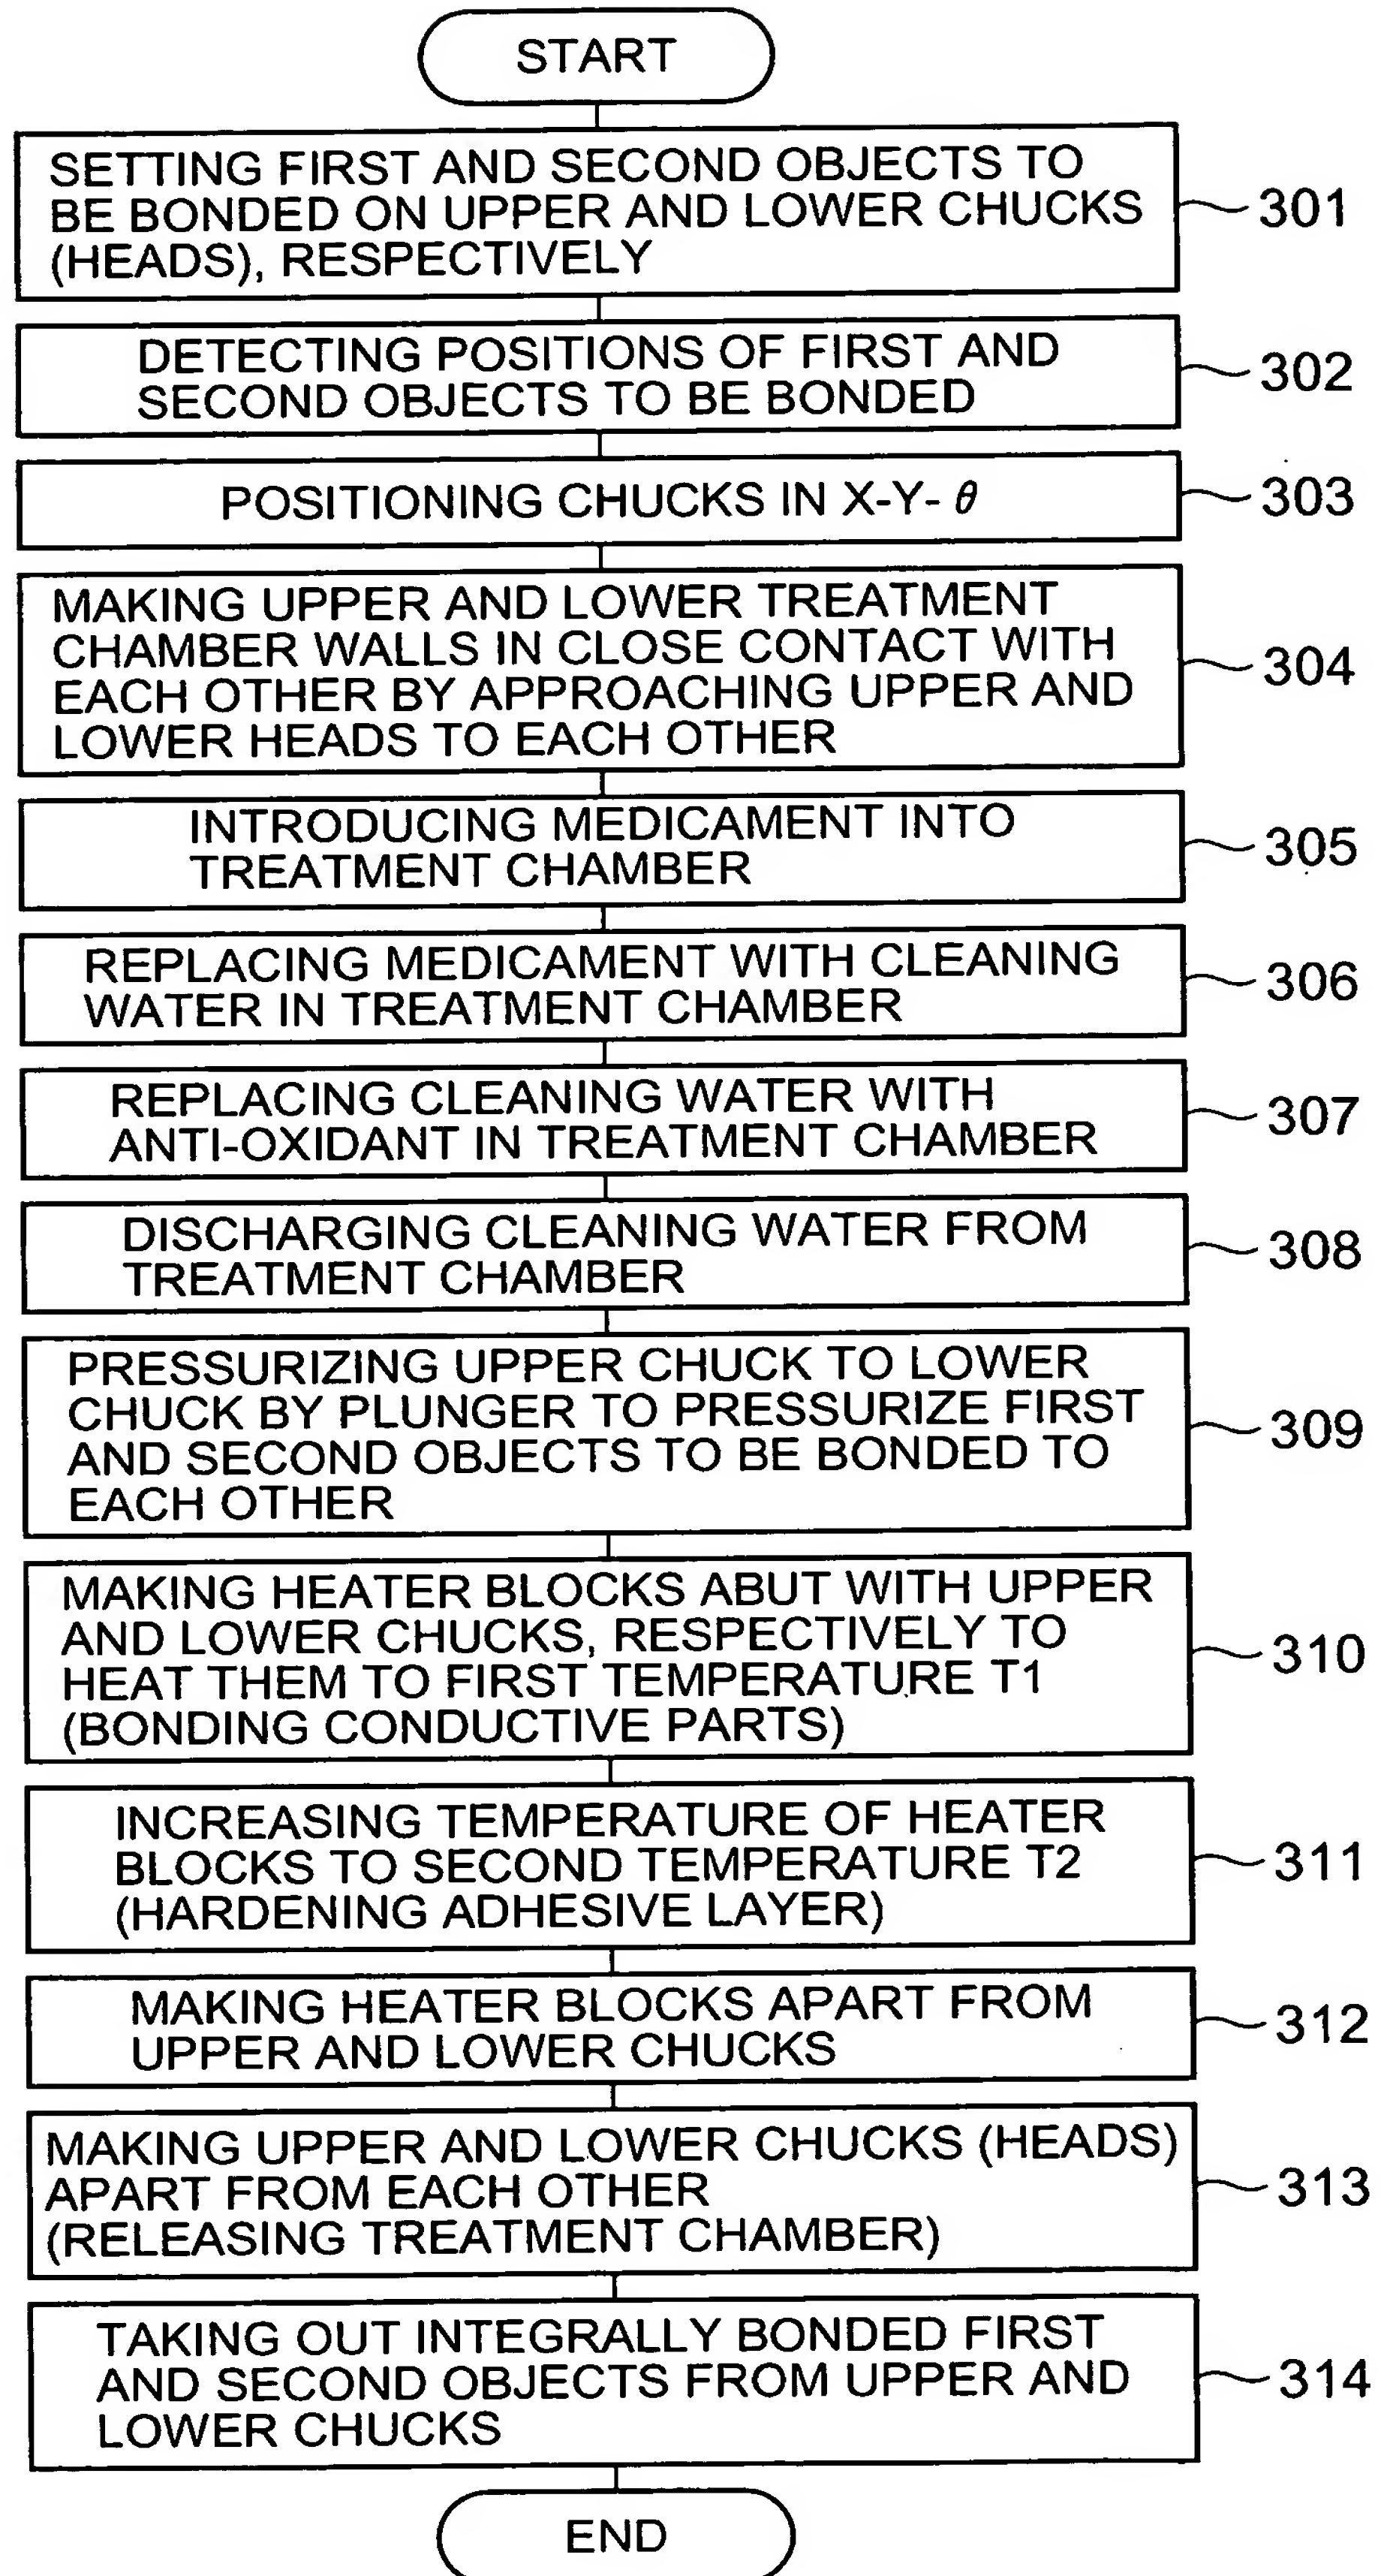 START
SETTING FIRST AND SECOND OBJECTS TO
BE BONDED ON UPPER AND LOWER CHUCKS
(HEADS), RESPECTIVELY
301
DETECTING POSITIONS OF FIRST AND
SECOND OBJECTS TO BE BONDED
302
POSITIONING CHUCKS IN X-Y- θ
303
MAKING UPPER AND LOWER TREATMENT
CHAMBER WALLS IN CLOSE CONTACT WITH
EACH OTHER BY APPROACHING UPPER AND
LOWER HEADS TO EACH OTHER
304
INTRODUCING MEDICAMENT INTO
TREATMENT CHAMBER
305
REPLACING MEDICAMENT WITH CLEANING
WATER IN TREATMENT CHAMBER
306
REPLACING CLEANING WATER WITH
ANTI-OXIDANT IN TREATMENT CHAMBER
307
DISCHARGING CLEANING WATER FROM
TREATMENT CHAMBER
308
PRESSURIZING UPPER CHUCK TO LOWER
CHUCK BY PLUNGER TO PRESSURIZE FIRST
AND SECOND OBJECTS TO BE BONDED TO
EACH OTHER
309
MAKING HEATER BLOCKS ABUT WITH UPPER
AND LOWER CHUCKS, RESPECTIVELY TO
HEAT THEM TO FIRST TEMPERATURE T1
(BONDING CONDUCTIVE PARTS)
310
INCREASING TEMPERATURE OF HEATER
BLOCKS TO SECOND TEMPERATURE T2
(HARDENING ADHESIVE LAYER)
311
MAKING HEATER BLOCKS APART FROM
UPPER AND LOWER CHUCKS
312
MAKING UPPER AND LOWER CHUCKS (HEADS)
APART FROM EACH OTHER
(RELEASING TREATMENT CHAMBER)
313
TAKING OUT INTEGRALLY BONDED FIRST
AND SECOND OBJECTS FROM UPPER AND
LOWER CHUCKS
314
END